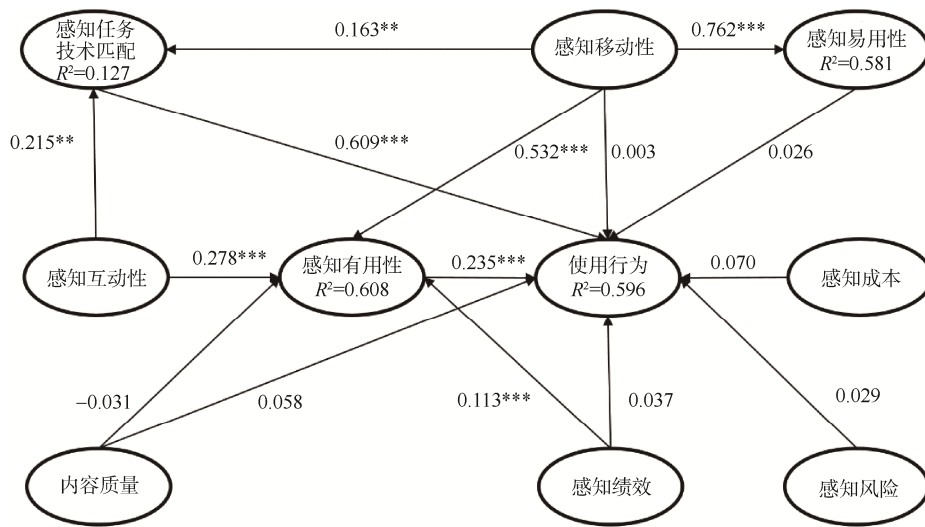 感知任务
技术匹配
R²=0.127
0.163**
感知移动性
0.762***
感知易用性
R²=0.581
0.215**
0.609***
0.532***
0.003
0.026
感知互动性
0.278***
感知有用性
R²=0.608
0.235***
使用行为
R²=0.596
0.070
感知成本
−0.031
0.058
0.113***
0.037
0.029
内容质量
感知绩效
感知风险